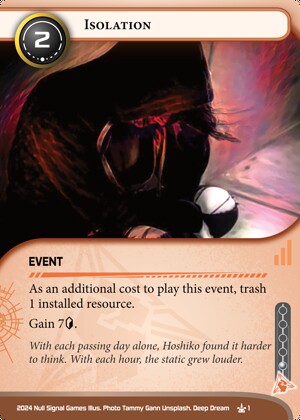 Isolation
2
EVENT
As an additional cost to play this event, trash
1 installed resource.
Gain 7.
With each passing day alone, Hoshiko found it harder
to think. With each hour, the static grew louder.
2024 Null Signal Games Illus. Photo Tammy Gann Unsplash. Deep Dream
1